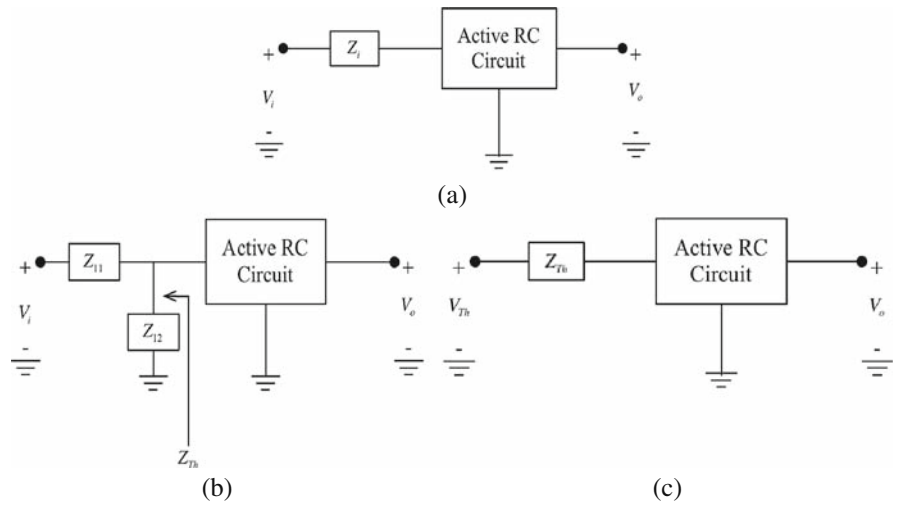 Z_i
Active RC
Circuit
+
+
V_i
V_o
-
-
(a)
Z_11
Active RC
Circuit
+
+
V_i
V_o
Z_12
-
-
Z_Th
(b)
Z_Th
Active RC
Circuit
+
+
V_Th
V_o
-
-
(c)